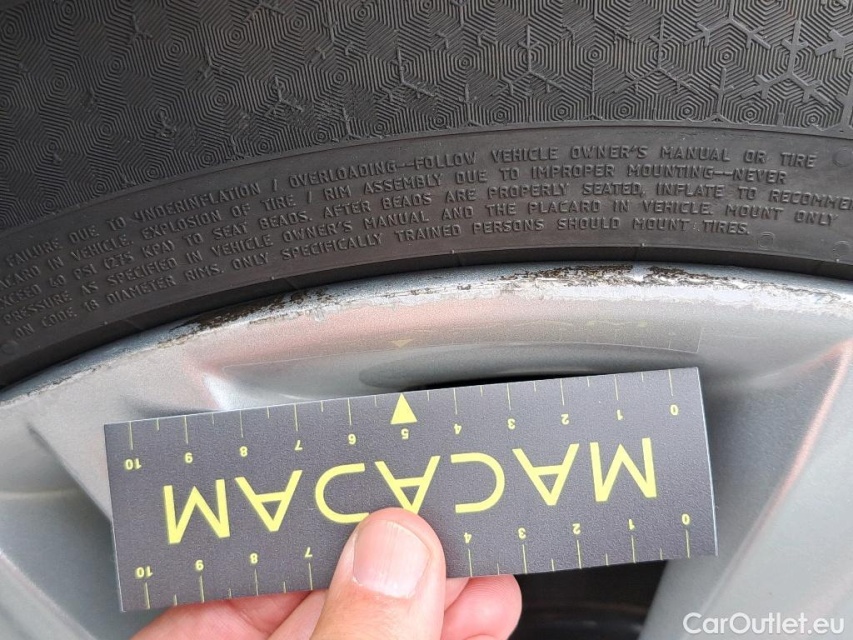 FAILURE DUE TO UNDERINFLATION / OVERLOADING—FOLLOW VEHICLE OWNER'S MANUAL OR TIRE
IN VEHICLE. EXPLOSION OF TIRE / RIM ASSEMBLY DUE TO IMPROPER MOUNTING—NEVER
40 PSI (275 KPA) TO SEAT BEADS. AFTER BEADS ARE PROPERLY SEATED, INFLATE TO RECOMME
PRESSURE AS SPECIFIED IN VEHICLE OWNER'S MANUAL AND THE PLACARD IN VEHICLE. MOUNT ONLY
ON CODE 18 DIAMETER RIMS. ONLY SPECIFICALLY TRAINED PERSONS SHOULD MOUNT TIRES.
0 1 2 3 4 7 8 9 10
MACADAM
0 1 2 3 4 5 6 7 8 9 10
CarOutlet.eu